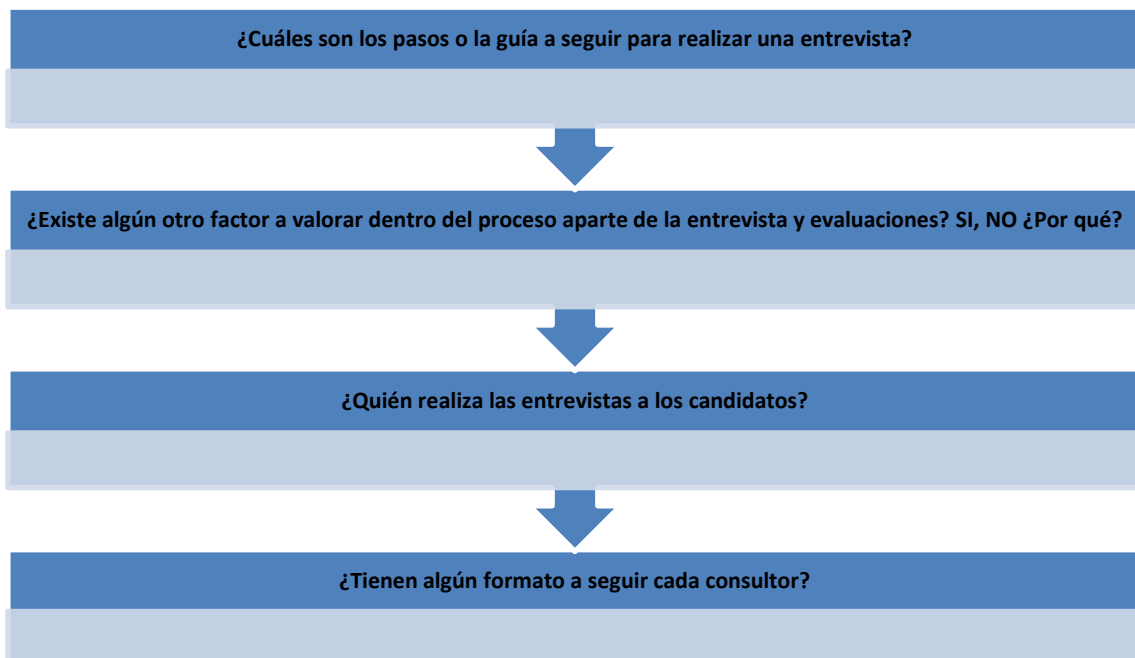 ¿Cuáles son los pasos o la guía a seguir para realizar una entrevista?
¿Existe algún otro factor a valorar dentro del proceso aparte de la entrevista y evaluaciones? SI, NO ¿Por qué?
¿Quién realiza las entrevistas a los candidatos?
¿Tienen algún formato a seguir cada consultor?